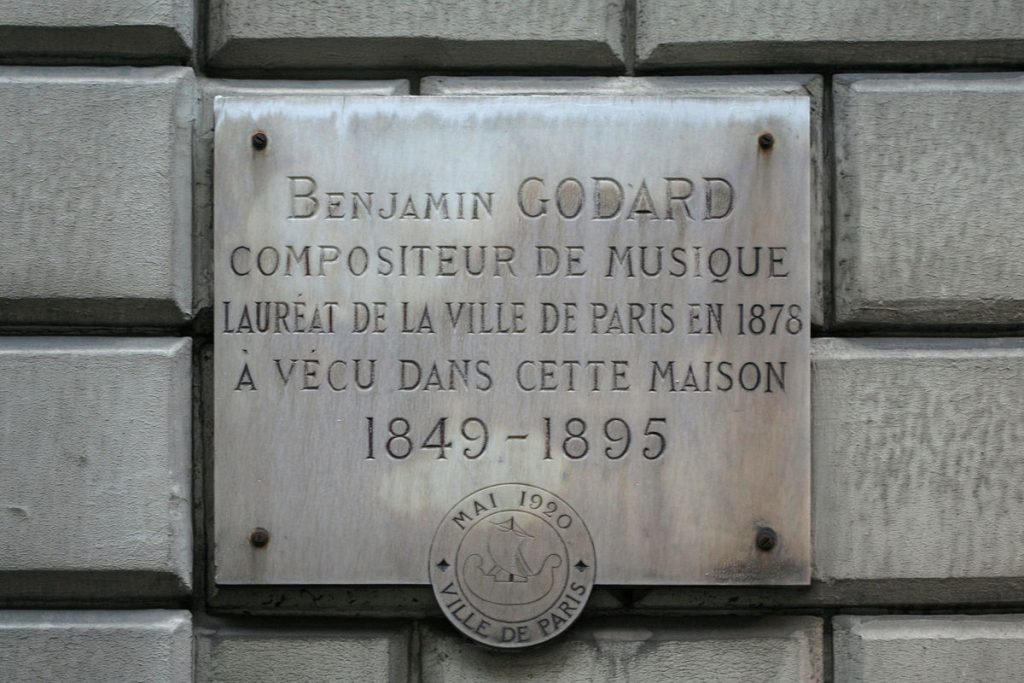 Benjamin GODARD
COMPOSITEUR DE MUSIQUE
LAURÉAT DE LA VILLE DE PARIS EN 1878
À VÉCU DANS CETTE MAISON
1849-1895
MAI 1920
VILLE DE PARIS